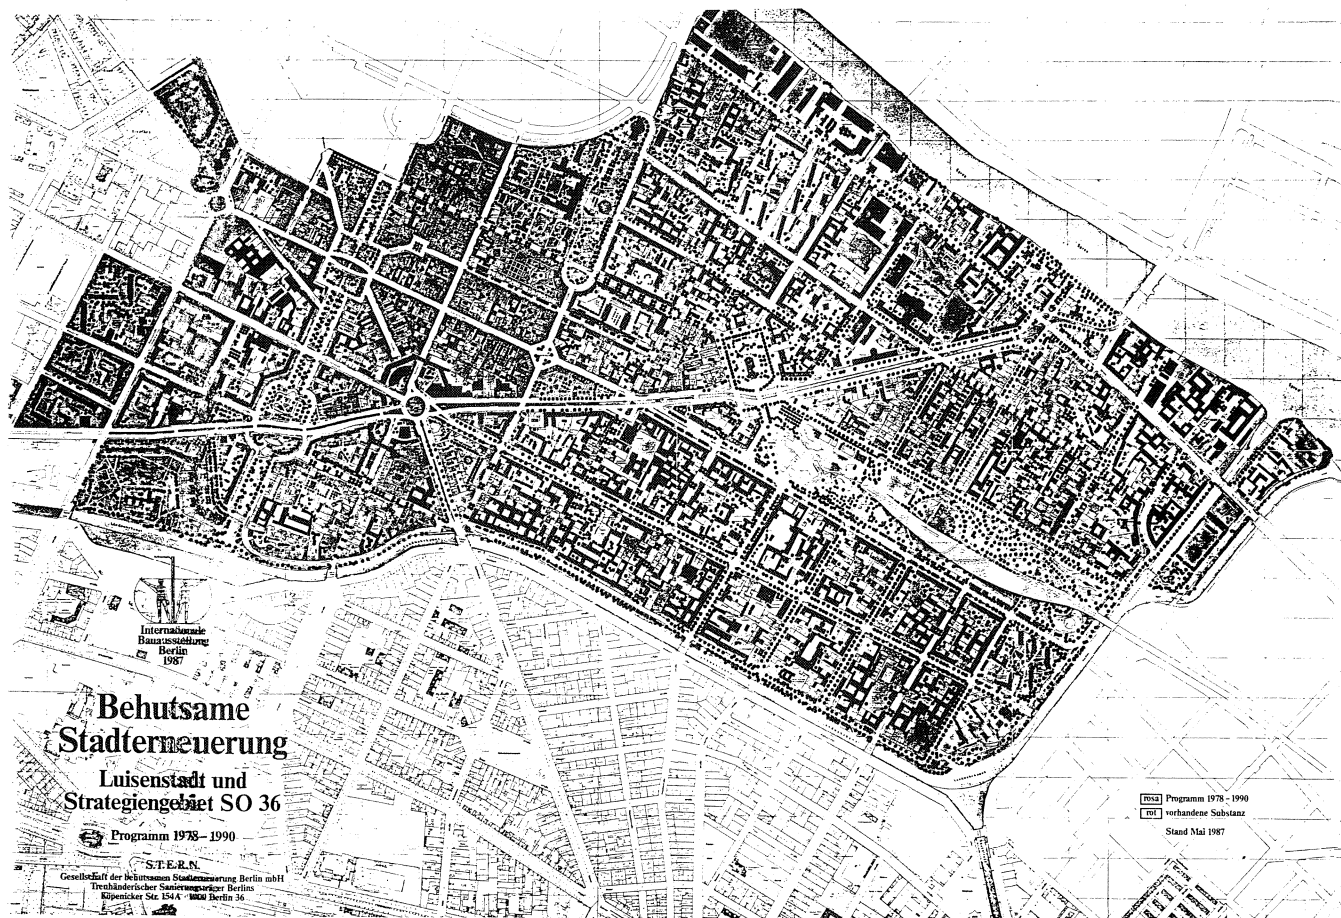 Internationale
Bauausstellung
Berlin
1987
Behutsame
Stadterneuerung
Luisenstadt und
Strategiengebiet SO 36
Programm 1978–1990
S.T.E.R.N.
Gesellschaft der behutsamen Stadterneuerung Berlin mbH
Treuhänderischer Sanierungsträger Berlins
Köpenicker Str. 154A · 1000 Berlin 36
rosa Programm 1978–1990
rot vorhandene Substanz
Stand Mai 1987